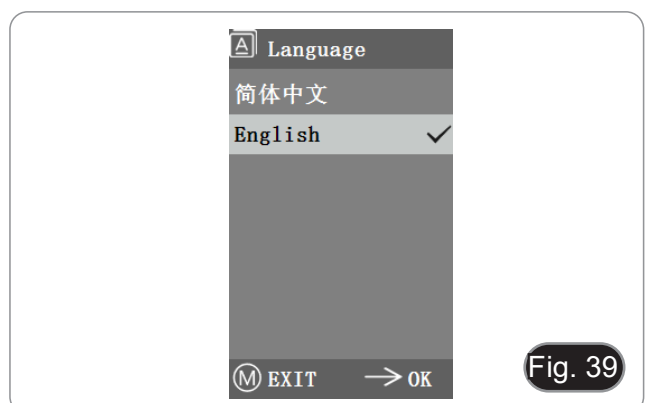 A Language
简体中文
English
M EXIT → OK
Fig. 39